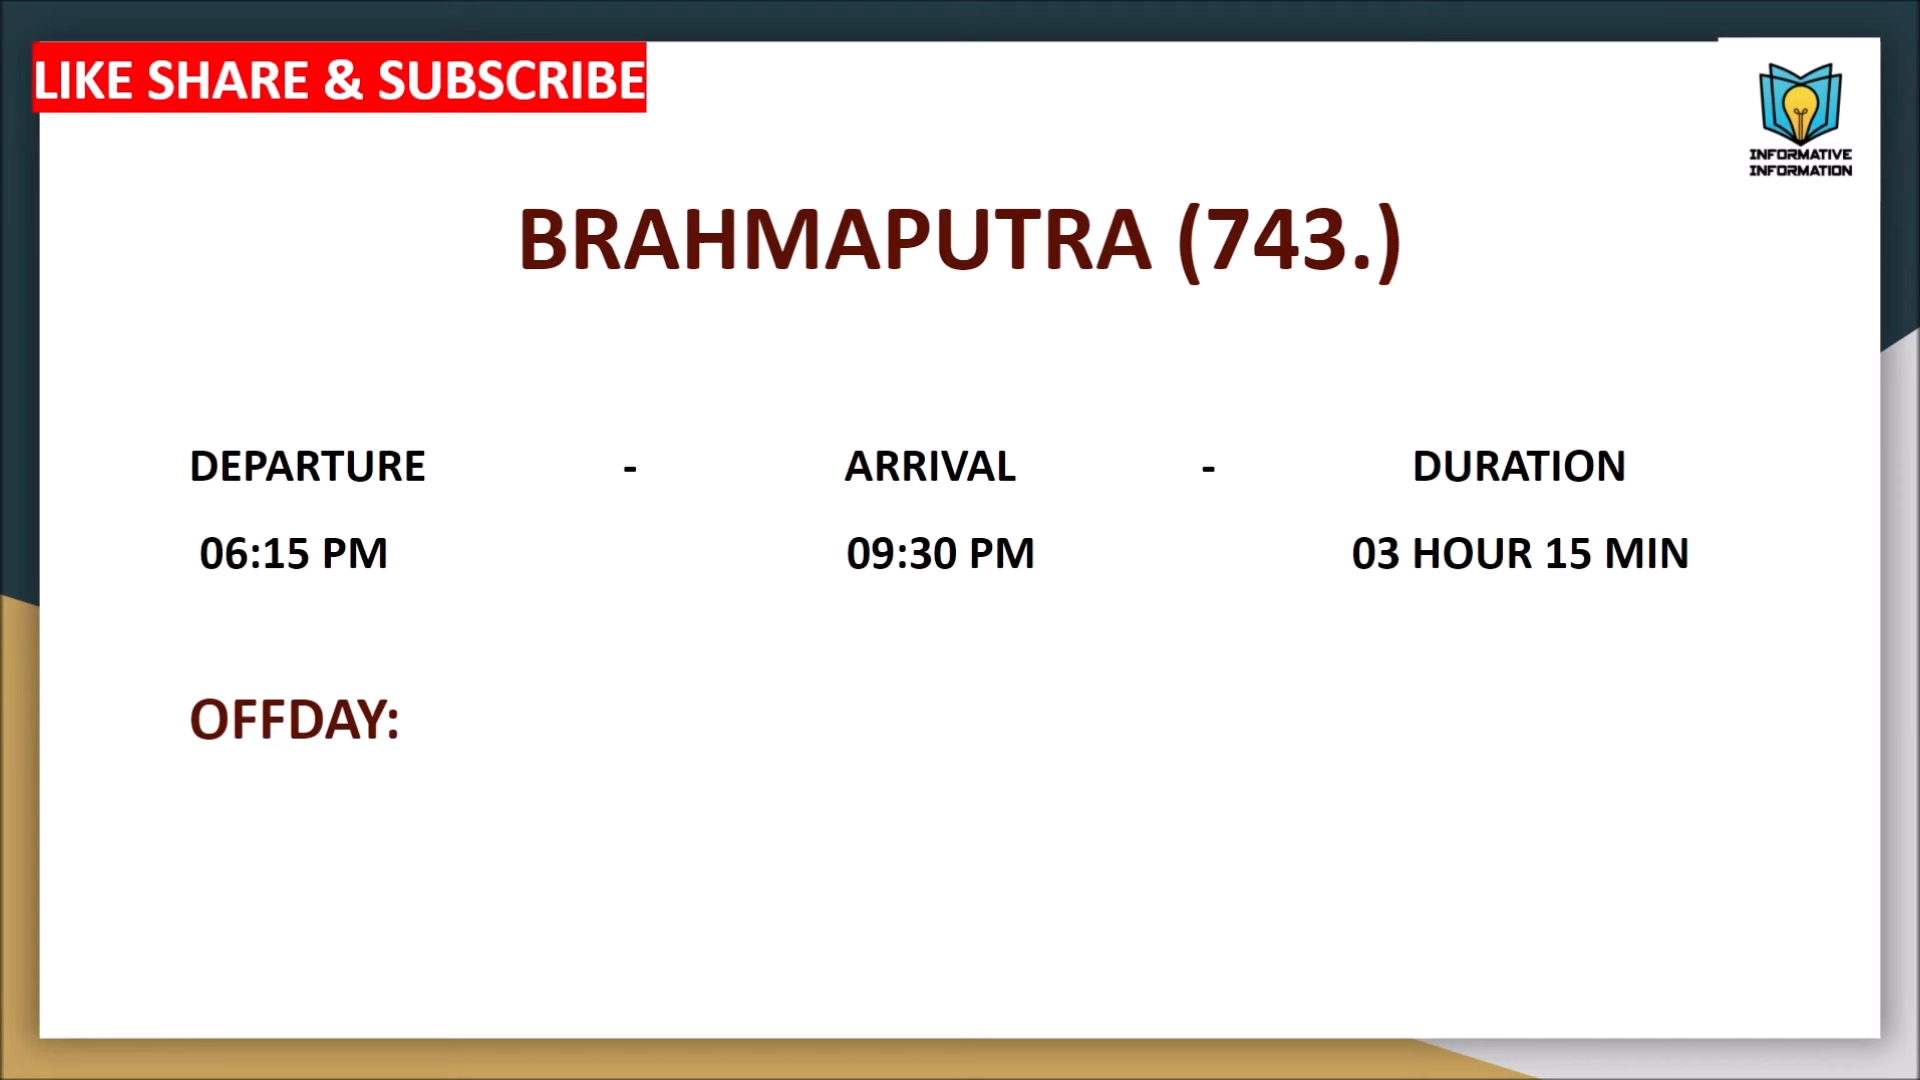 LIKE SHARE & SUBSCRIBE
INFORMATIVE
INFORMATION
BRAHMAPUTRA (743.)
DEPARTURE - ARRIVAL - DURATION
06:15 PM 09:30 PM 03 HOUR 15 MIN
OFFDAY: